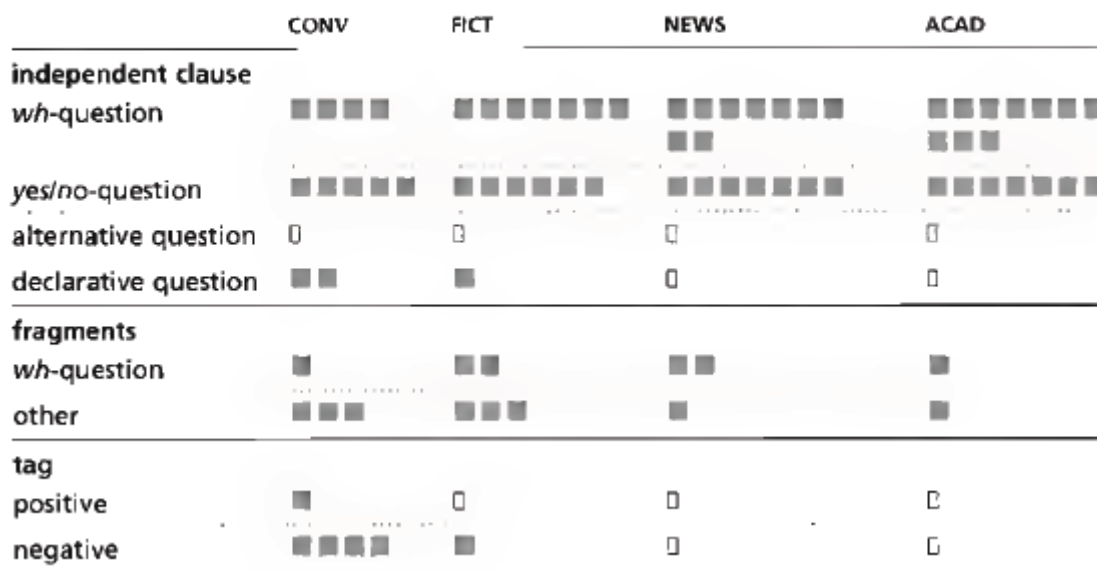 CONV FICT NEWS ACAD
independent clause
wh-question
yes/no-question
alternative question
declarative question
fragments
wh-question
other
tag
positive
negative